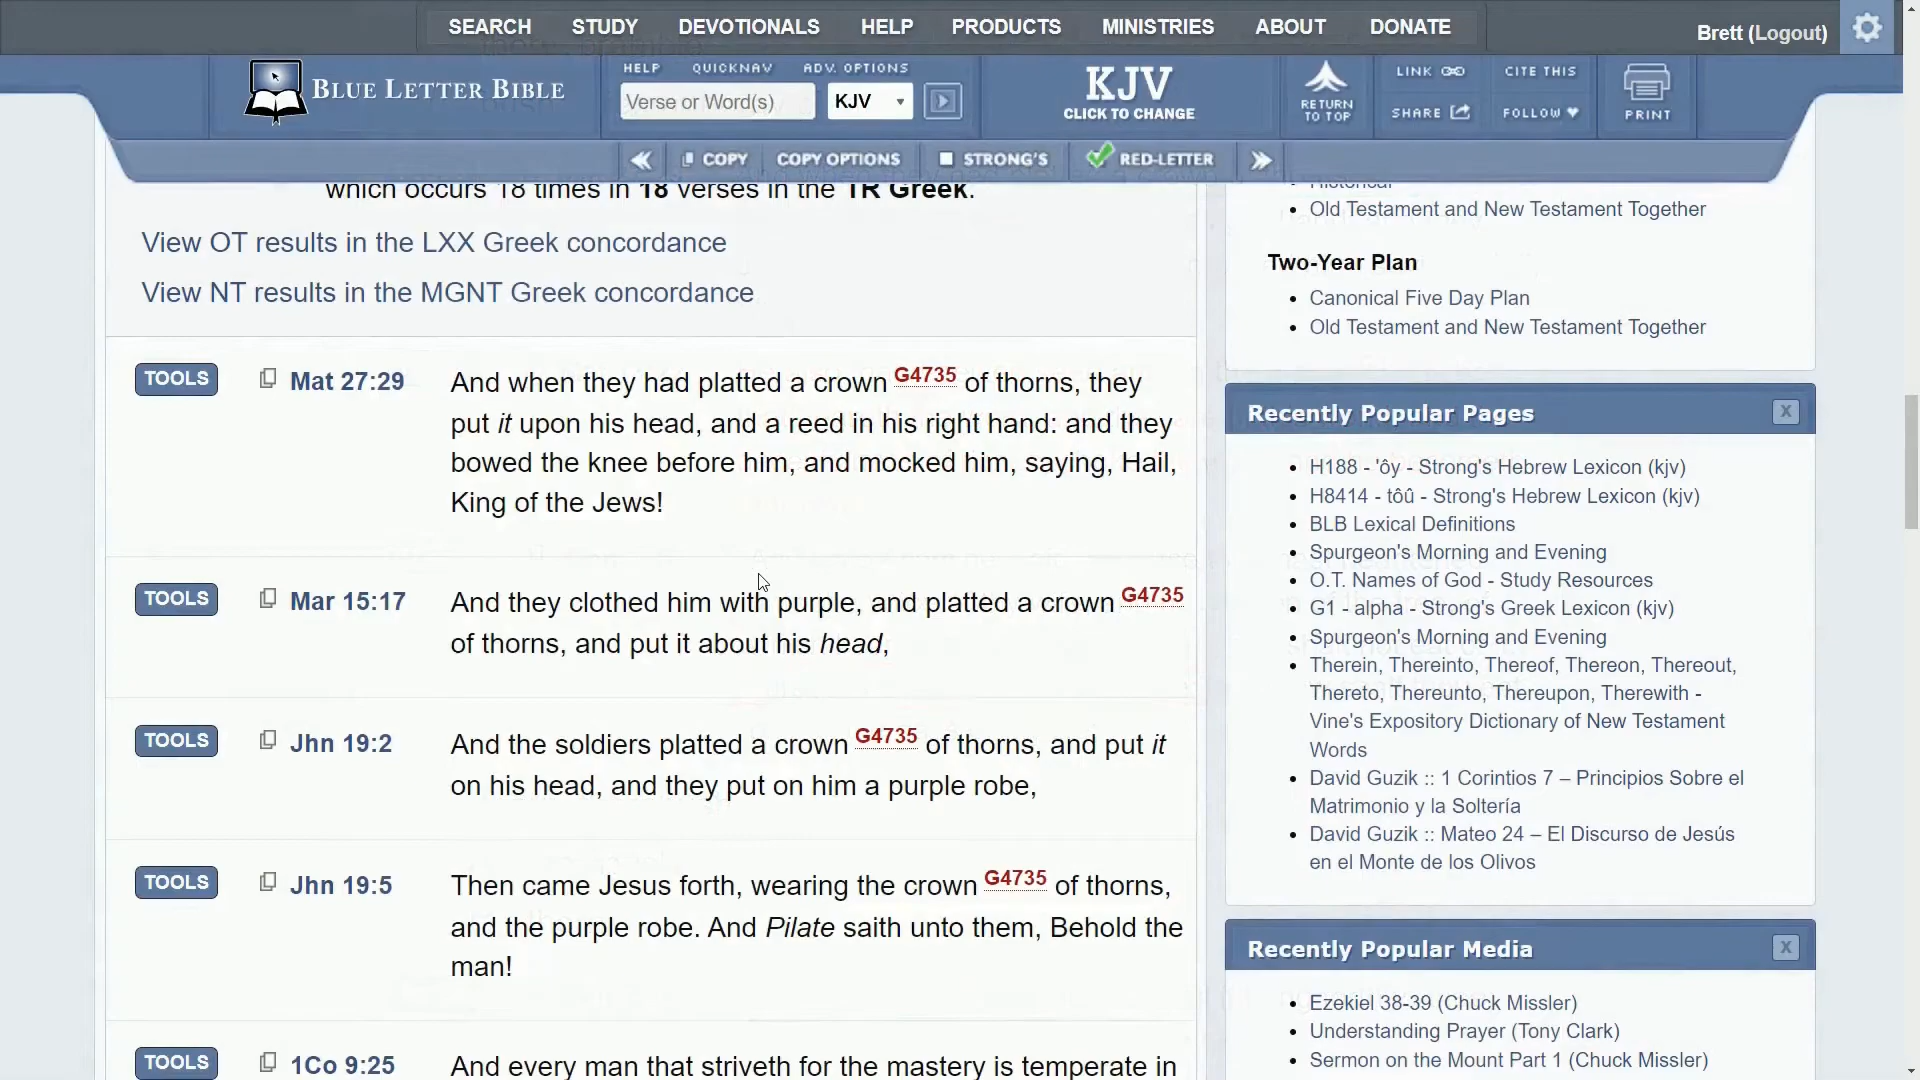 SEARCH STUDY DEVOTIONALS HELP PRODUCTS MINISTRIES ABOUT DONATE
Brett (Logout)
BLUE LETTER BIBLE
HELP QUICKNAV ADV. OPTIONS
Verse or Word(s) KJV
KJV
CLICK TO CHANGE
RETURN
TO TOP
LINK CITE THIS
SHARE FOLLOW
PRINT
COPY COPY OPTIONS STRONG'S RED-LETTER
which occurs 18 times in 18 verses in the TR Greek.
View OT results in the LXX Greek concordance
View NT results in the MGNT Greek concordance
TOOLS Mat 27:29 And when they had platted a crown G4735 of thorns, they
put it upon his head, and a reed in his right hand: and they
bowed the knee before him, and mocked him, saying, Hail,
King of the Jews!
TOOLS Mar 15:17 And they clothed him with purple, and platted a crown G4735
of thorns, and put it about his head,
TOOLS Jhn 19:2 And the soldiers platted a crown G4735 of thorns, and put it
on his head, and they put on him a purple robe,
TOOLS Jhn 19:5 Then came Jesus forth, wearing the crown G4735 of thorns,
and the purple robe. And Pilate saith unto them, Behold the
man!
TOOLS 1Co 9:25 And every man that striveth for the mastery is temperate in
Historical
Old Testament and New Testament Together
Two-Year Plan
Canonical Five Day Plan
Old Testament and New Testament Together
Recently Popular Pages X
H188 - 'ôy - Strong's Hebrew Lexicon (kjv)
H8414 - tôû - Strong's Hebrew Lexicon (kjv)
BLB Lexical Definitions
Spurgeon's Morning and Evening
O.T. Names of God - Study Resources
G1 - alpha - Strong's Greek Lexicon (kjv)
Spurgeon's Morning and Evening
Therein, Thereinto, Thereof, Thereon, Thereout,
Thereto, Thereunto, Thereupon, Therewith -
Vine's Expository Dictionary of New Testament
Words
David Guzik :: 1 Corintios 7 – Principios Sobre el
Matrimonio y la Soltería
David Guzik :: Mateo 24 – El Discurso de Jesús
en el Monte de los Olivos
Recently Popular Media X
Ezekiel 38-39 (Chuck Missler)
Understanding Prayer (Tony Clark)
Sermon on the Mount Part 1 (Chuck Missler)